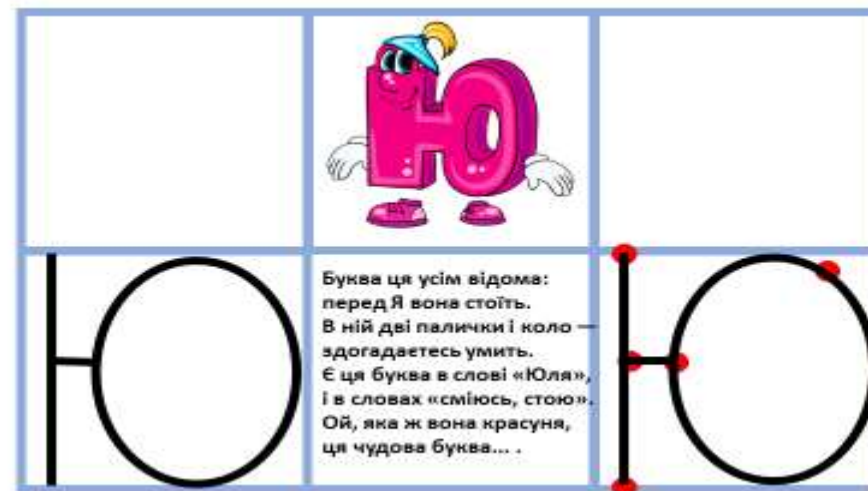 Ю
Буква ця усім відома:
перед Я вона стоїть.
В ній дві палички і коло —
здогадаєтесь умить.
Є ця буква в слові «Юля»,
і в словах «сміюсь, стою».
Ой, яка ж вона красуня,
ця чудова буква... .
Ю
Ю